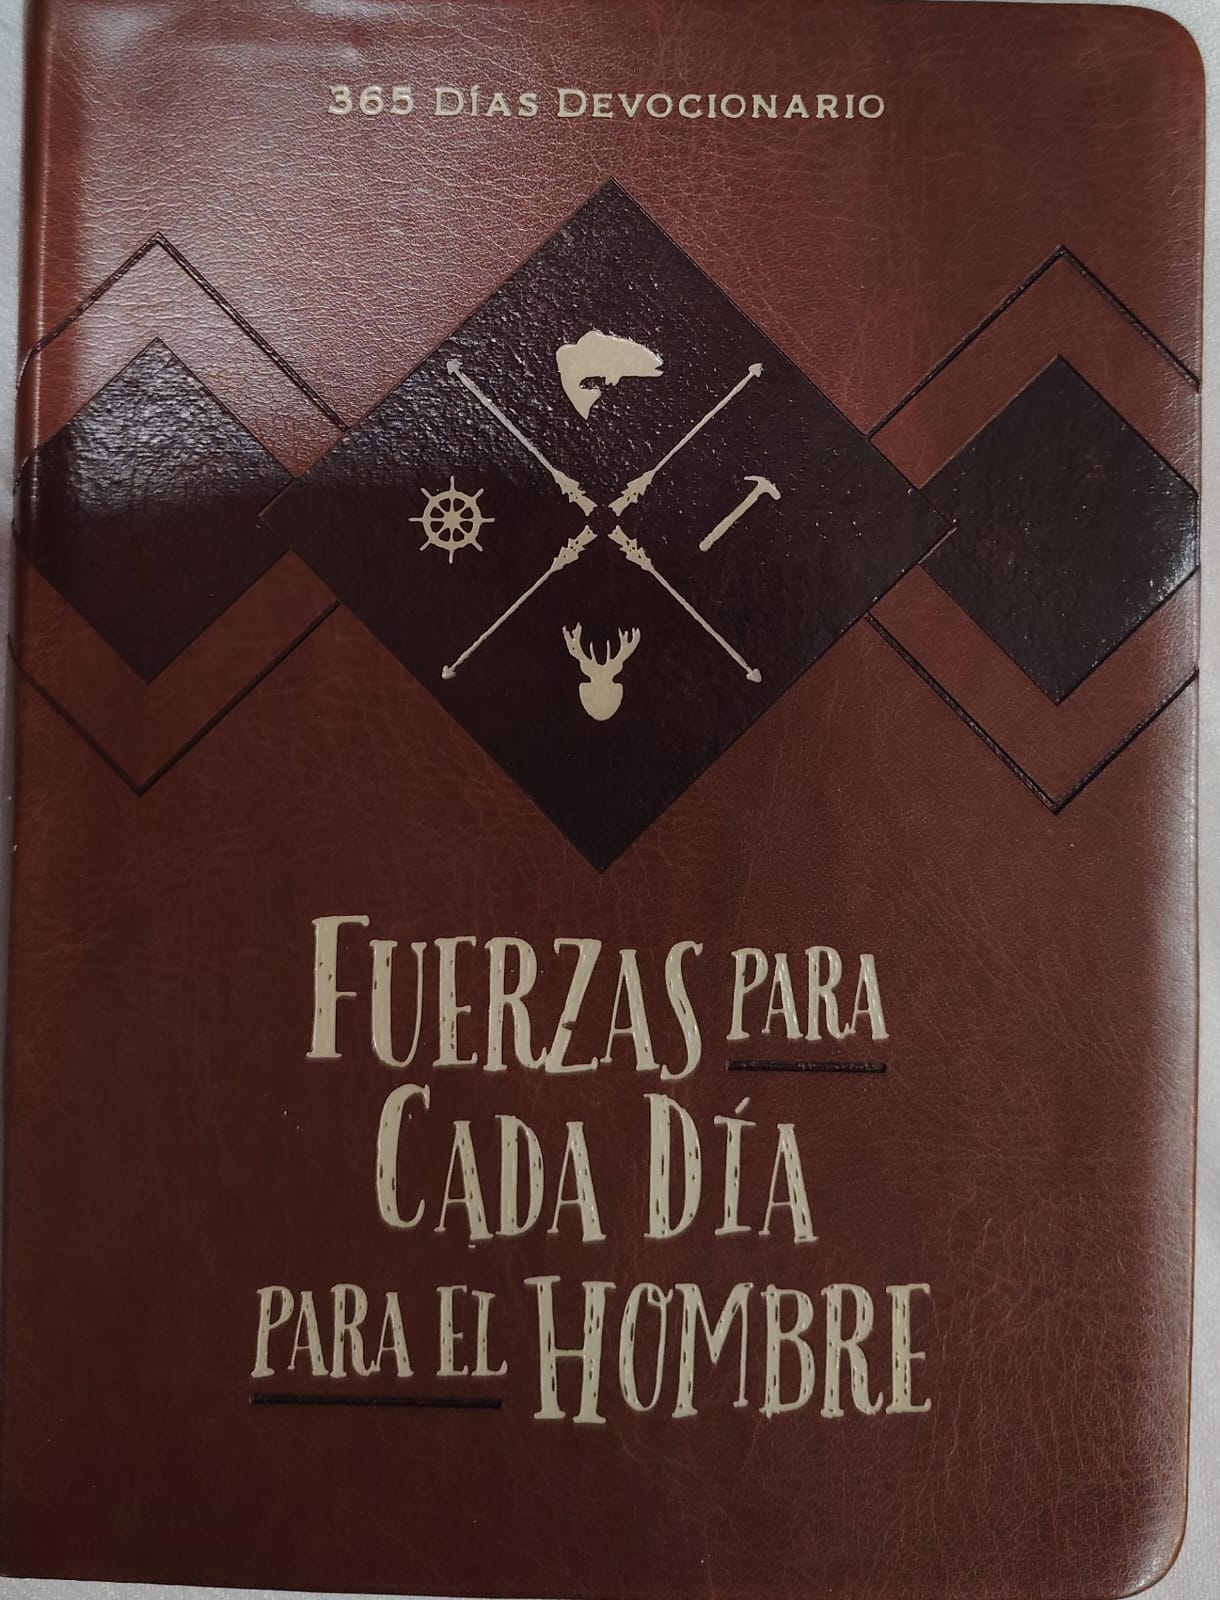 365 DÍAS DEVOCIONARIO
FUERZAS PARA
CADA DÍA
PARA EL HOMBRE